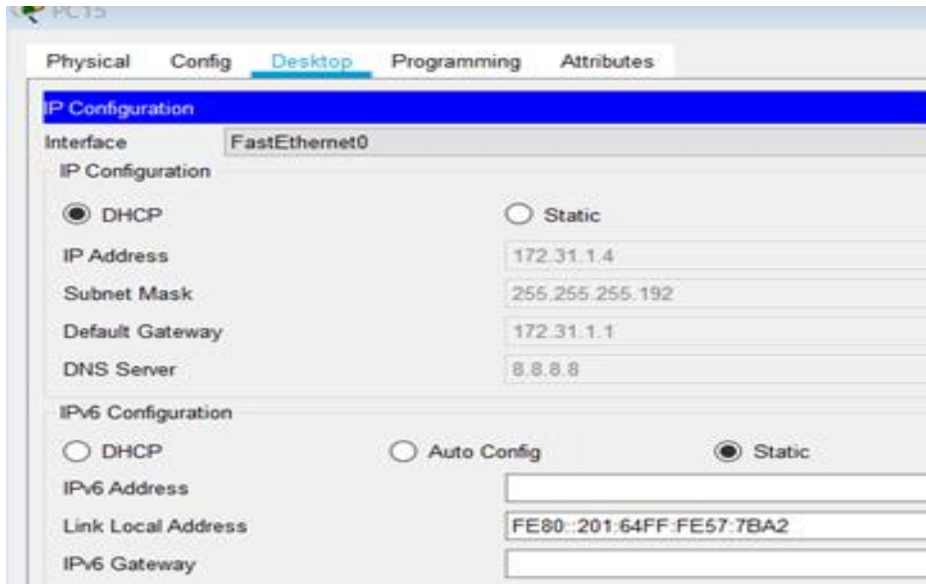 PC15
Physical Config Desktop Programming Attributes
IP Configuration
Interface FastEthernet0
IP Configuration
DHCP Static
IP Address 172.31.1.4
Subnet Mask 255.255.255.192
Default Gateway 172.31.1.1
DNS Server 8.8.8.8
IPv6 Configuration
DHCP Auto Config Static
IPv6 Address
Link Local Address FE80::201:64FF:FE57:7BA2
IPv6 Gateway